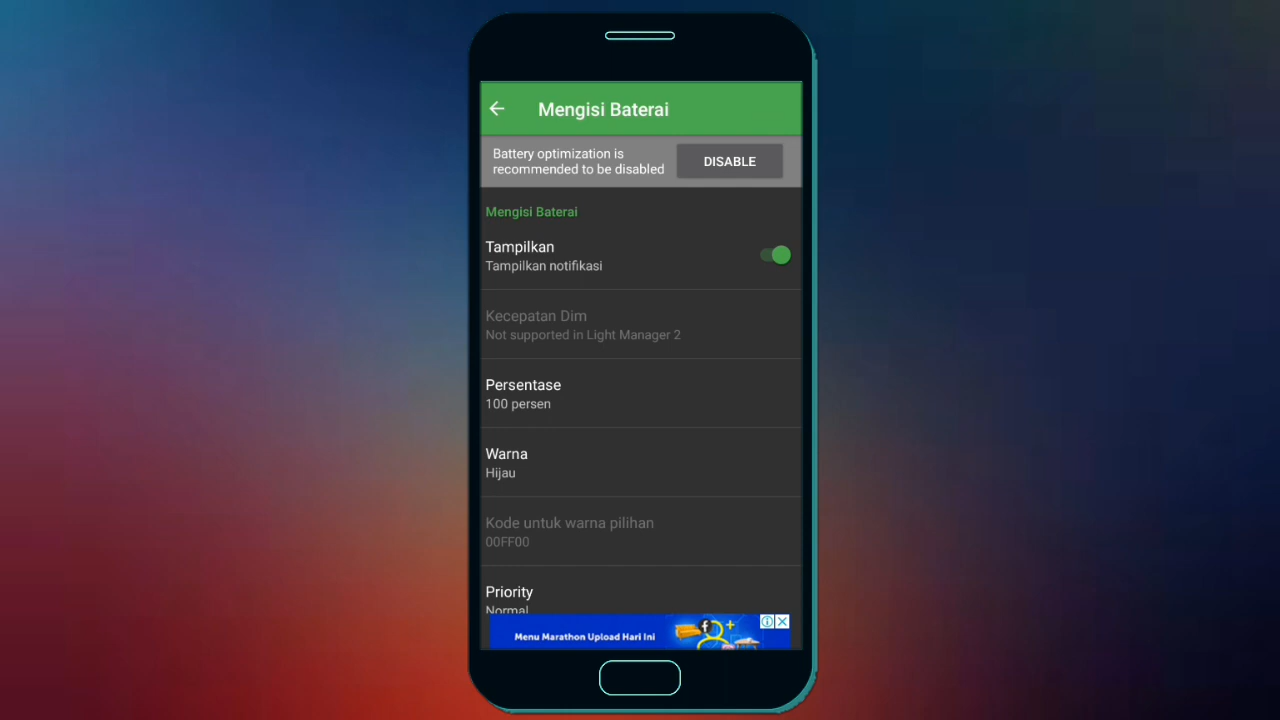 Mengisi Baterai
Battery optimization is
recommended to be disabled
DISABLE
Mengisi Baterai
Tampilkan
Tampilkan notifikasi
Kecepatan Dim
Not supported in Light Manager 2
Persentase
100 persen
Warna
Hijau
Kode untuk warna pilihan
00FF00
Priority
Normal
Menu Marathon Upload Hari Ini